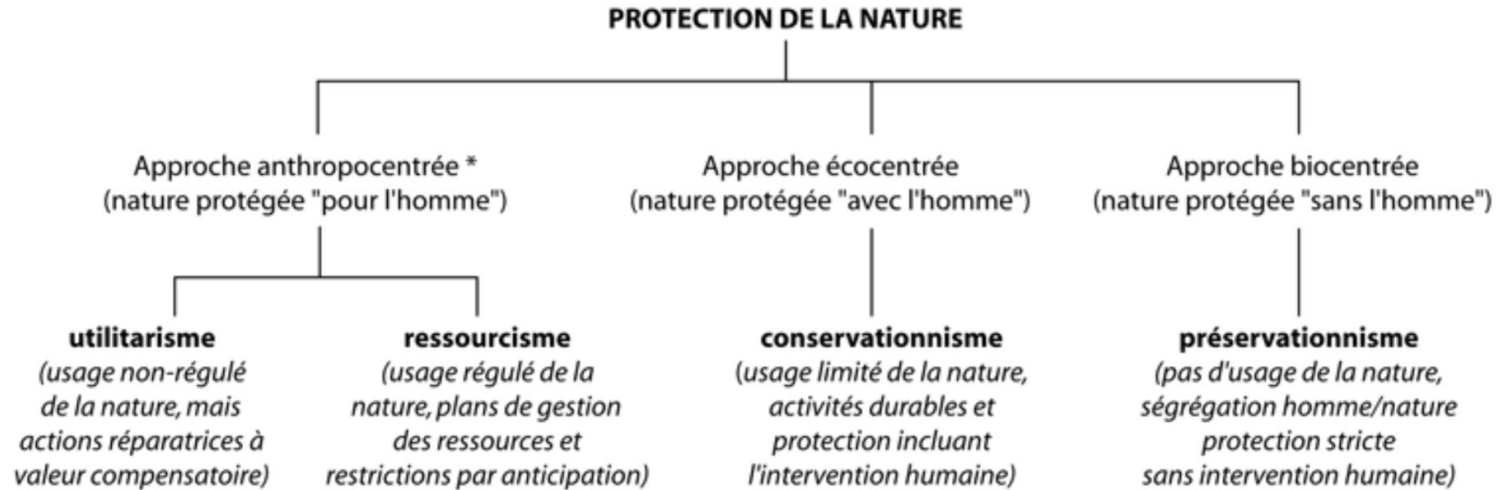 PROTECTION DE LA NATURE
Approche anthropocentrée *
(nature protégée "pour l'homme")
Approche écocentrée
(nature protégée "avec l'homme")
Approche biocentrée
(nature protégée "sans l'homme")
utilitarisme
(usage non-régulé
de la nature, mais
actions réparatrices à
valeur compensatoire)
ressourcisme
(usage régulé de la
nature, plans de gestion
des ressources et
restrictions par anticipation)
conservationnisme
(usage limité de la nature,
activités durables et
protection incluant
l'intervention humaine)
préservationnisme
(pas d'usage de la nature,
ségrégation homme/nature
protection stricte
sans intervention humaine)